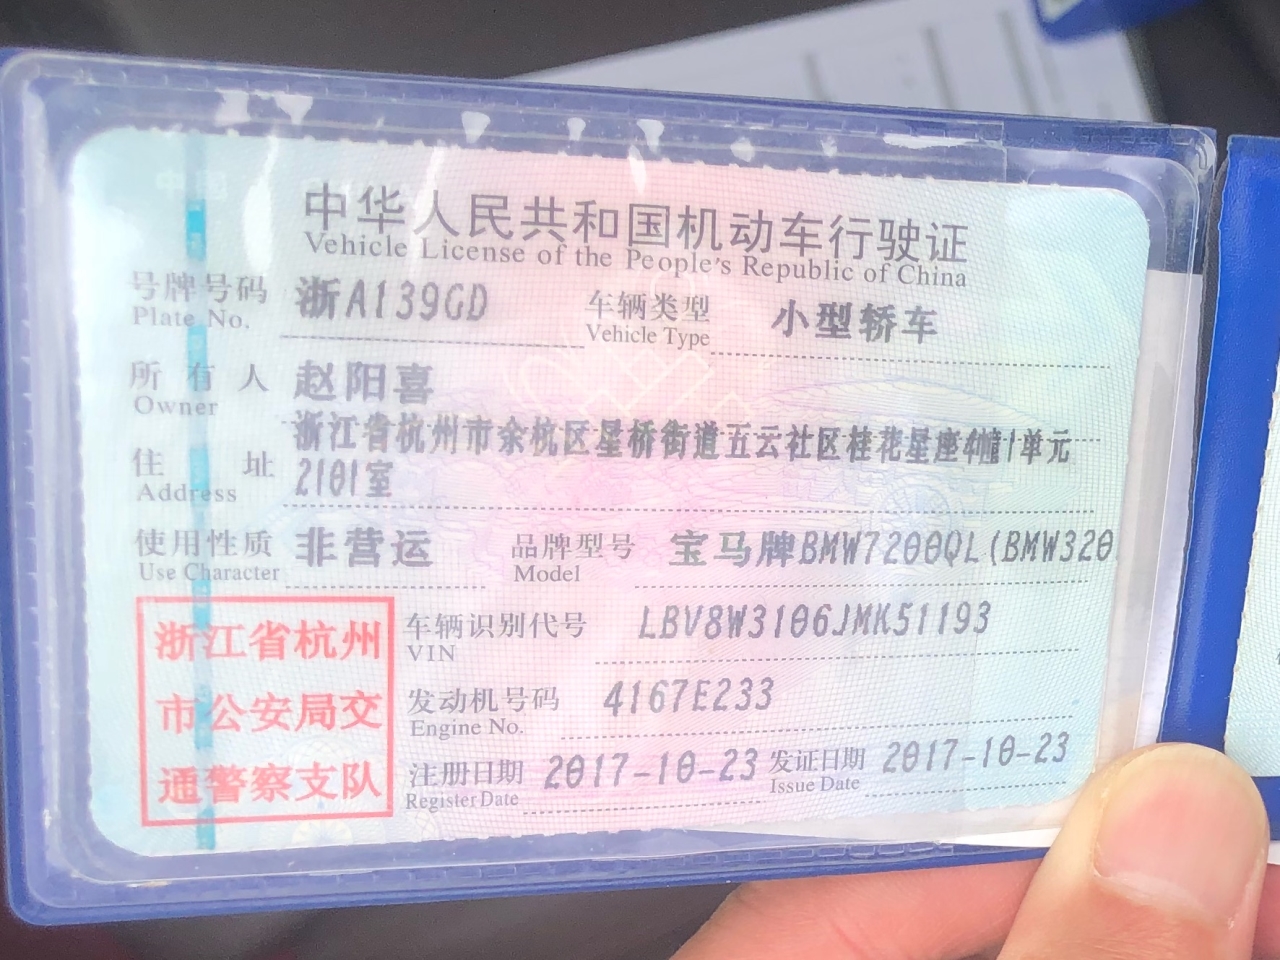 中华人民共和国机动车行驶证
Vehicle License of the People's Republic of China
号牌号码 浙A139GD 车辆类型 小型轿车
Plate No. Vehicle Type
所有人 赵阳喜
Owner
浙江省杭州市余杭区星桥街道五云社区桂花星座4幢1单元
住址 2101室
Address
使用性质 非营运 品牌型号 宝马牌BMW7200QL(BMW320
Use Character Model
浙江省杭州
市公安局交
通警察支队
车辆识别代号 LBV8W3106JMK51193
VIN
发动机号码 4167E233
Engine No.
注册日期 2017-10-23 发证日期 2017-10-23
Register Date Issue Date